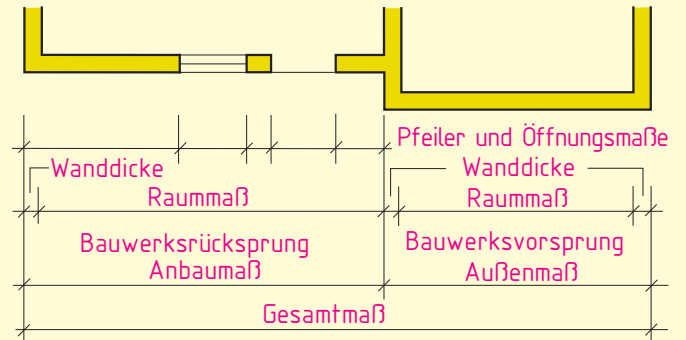 Pfeiler und Öffnungsmaße
Wanddicke
Wanddicke
Raummaß
Raummaß
Bauwerksrücksprung
Anbaumaß
Bauwerksvorsprung
Außenmaß
Gesamtmaß